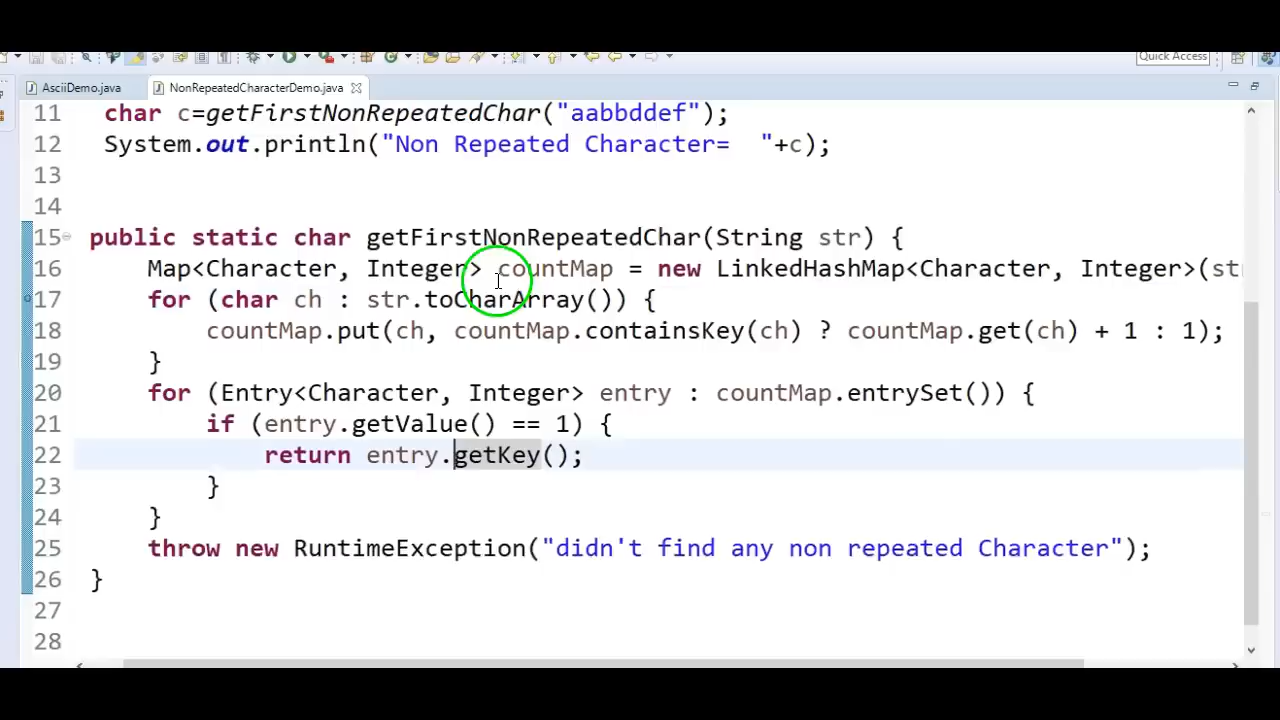 Quick Access
AsciiDemo.java
NonRepeatedCharacterDemo.java
11 char c=getFirstNonRepeatedChar("aabbddef");
12 System.out.println("Non Repeated Character=  "+c);
13
14
15 public static char getFirstNonRepeatedChar(String str) {
16 Map<Character, Integer> countMap = new LinkedHashMap<Character, Integer>(str
17 for (char ch : str.toCharArray()) {
18 countMap.put(ch, countMap.containsKey(ch) ? countMap.get(ch) + 1 : 1);
19 }
20 for (Entry<Character, Integer> entry : countMap.entrySet()) {
21 if (entry.getValue() == 1) {
22 return entry.getKey();
23 }
24 }
25 throw new RuntimeException("didn't find any non repeated Character");
26 }
27
28